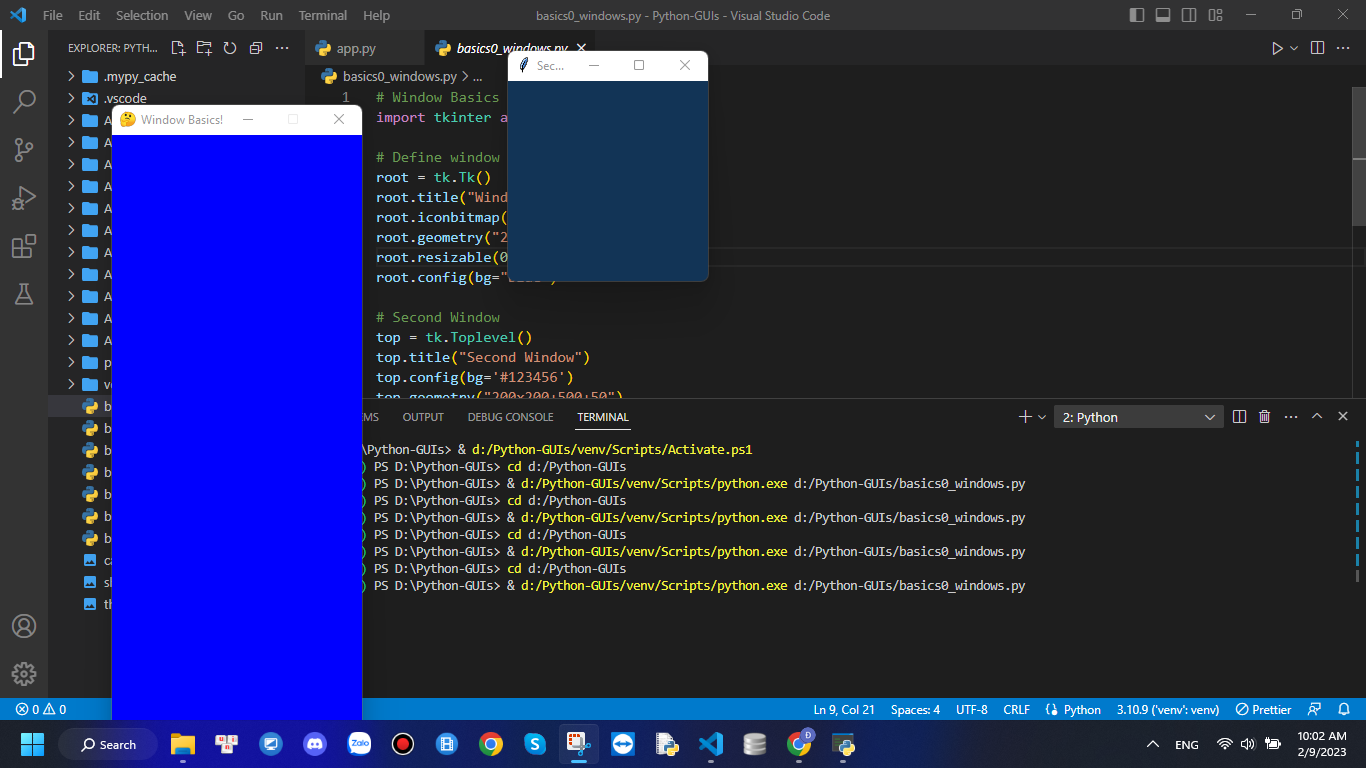 File Edit Selection View Go Run Terminal Help
basics0_windows.py - Python-GUIs - Visual Studio Code
EXPLORER: PYTH...
.mypy_cache
.vscode
app.py
basics0_windows.py
basics0_windows.py > ...
1 # Window Basics
import tkinter a
# Define window
root = tk.Tk()
root.title("Wind
root.iconbitmap(
root.geometry("2
root.resizable(0
root.config(bg="
# Second Window
top = tk.Toplevel()
top.title("Second Window")
top.config(bg='#123456')
top.geometry("200x200+500+50")
Window Basics!
Sec...
EMS OUTPUT DEBUG CONSOLE TERMINAL
2: Python
\Python-GUIs> & d:/Python-GUIs/venv/Scripts/Activate.ps1
) PS D:\Python-GUIs> cd d:/Python-GUIs
) PS D:\Python-GUIs> & d:/Python-GUIs/venv/Scripts/python.exe d:/Python-GUIs/basics0_windows.py
) PS D:\Python-GUIs> cd d:/Python-GUIs
) PS D:\Python-GUIs> & d:/Python-GUIs/venv/Scripts/python.exe d:/Python-GUIs/basics0_windows.py
) PS D:\Python-GUIs> cd d:/Python-GUIs
) PS D:\Python-GUIs> & d:/Python-GUIs/venv/Scripts/python.exe d:/Python-GUIs/basics0_windows.py
) PS D:\Python-GUIs> cd d:/Python-GUIs
) PS D:\Python-GUIs> & d:/Python-GUIs/venv/Scripts/python.exe d:/Python-GUIs/basics0_windows.py
0 0
Ln 9, Col 21 Spaces: 4 UTF-8 CRLF Python 3.10.9 ('venv': venv) Prettier
Search
Zalo
ENG
10:02 AM
2/9/2023